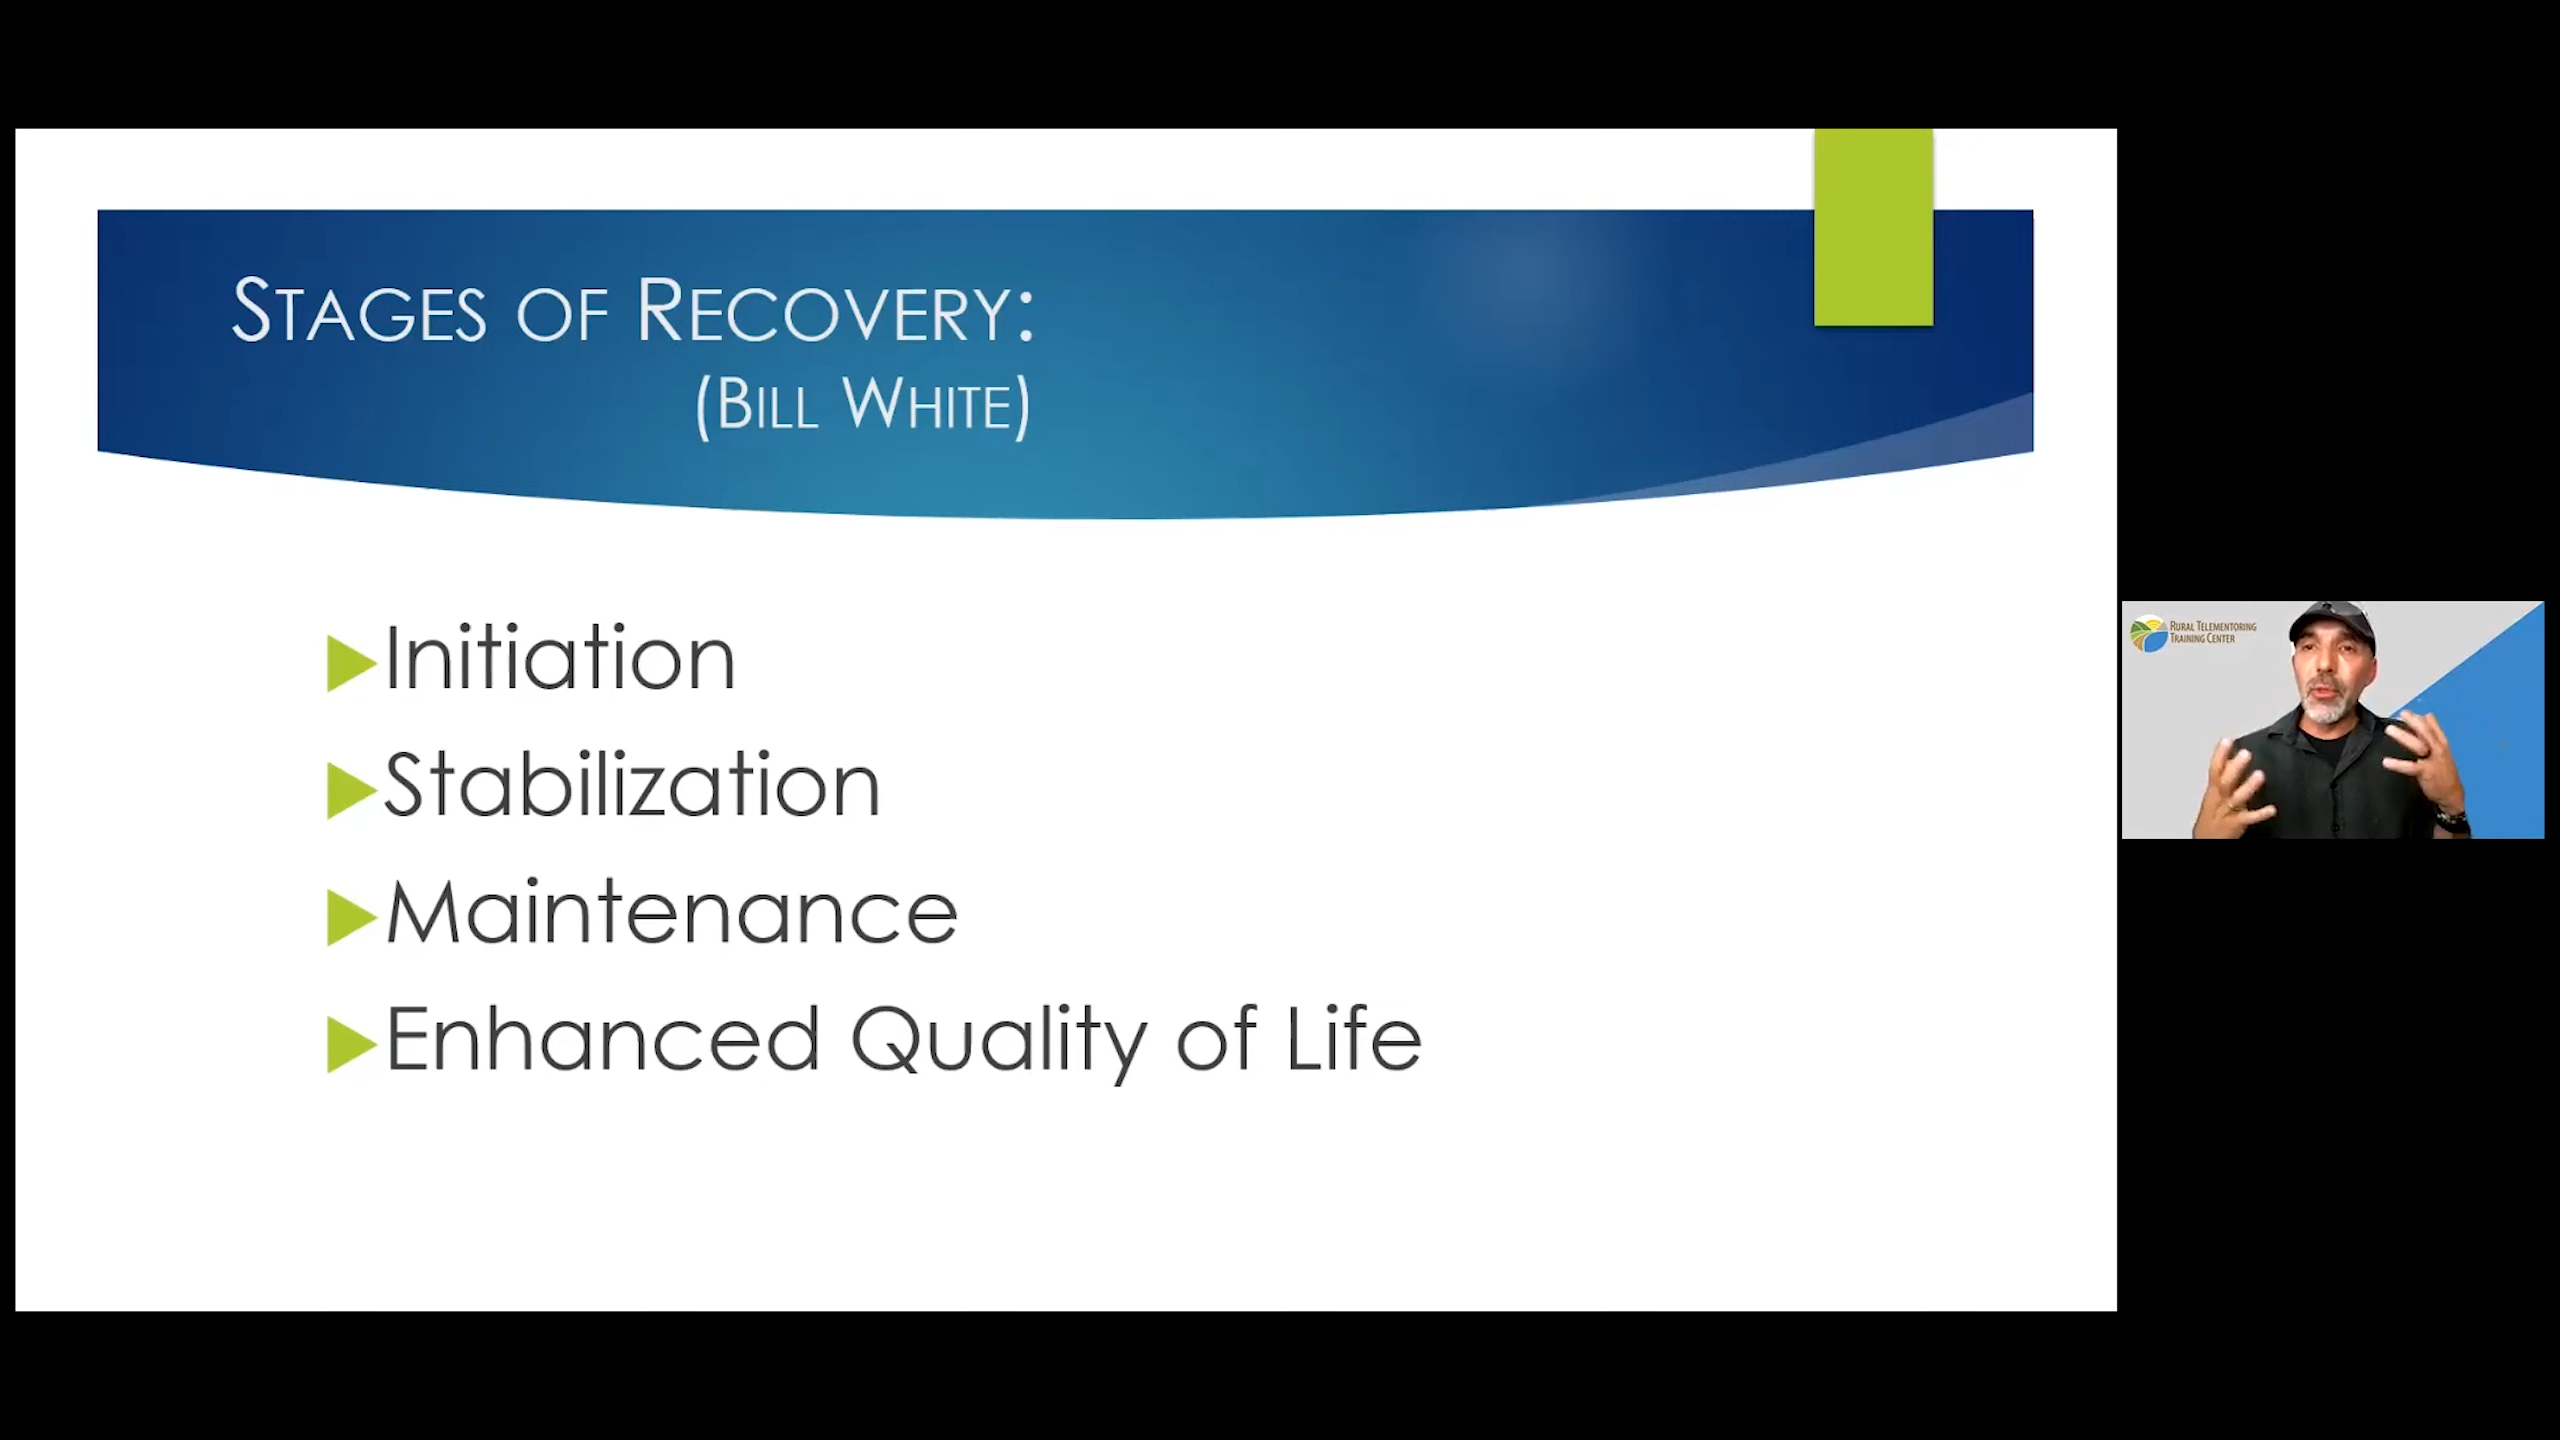 Stages of Recovery:
(Bill White)
Initiation
Stabilization
Maintenance
Enhanced Quality of Life
Rural Telementoring
Training Center